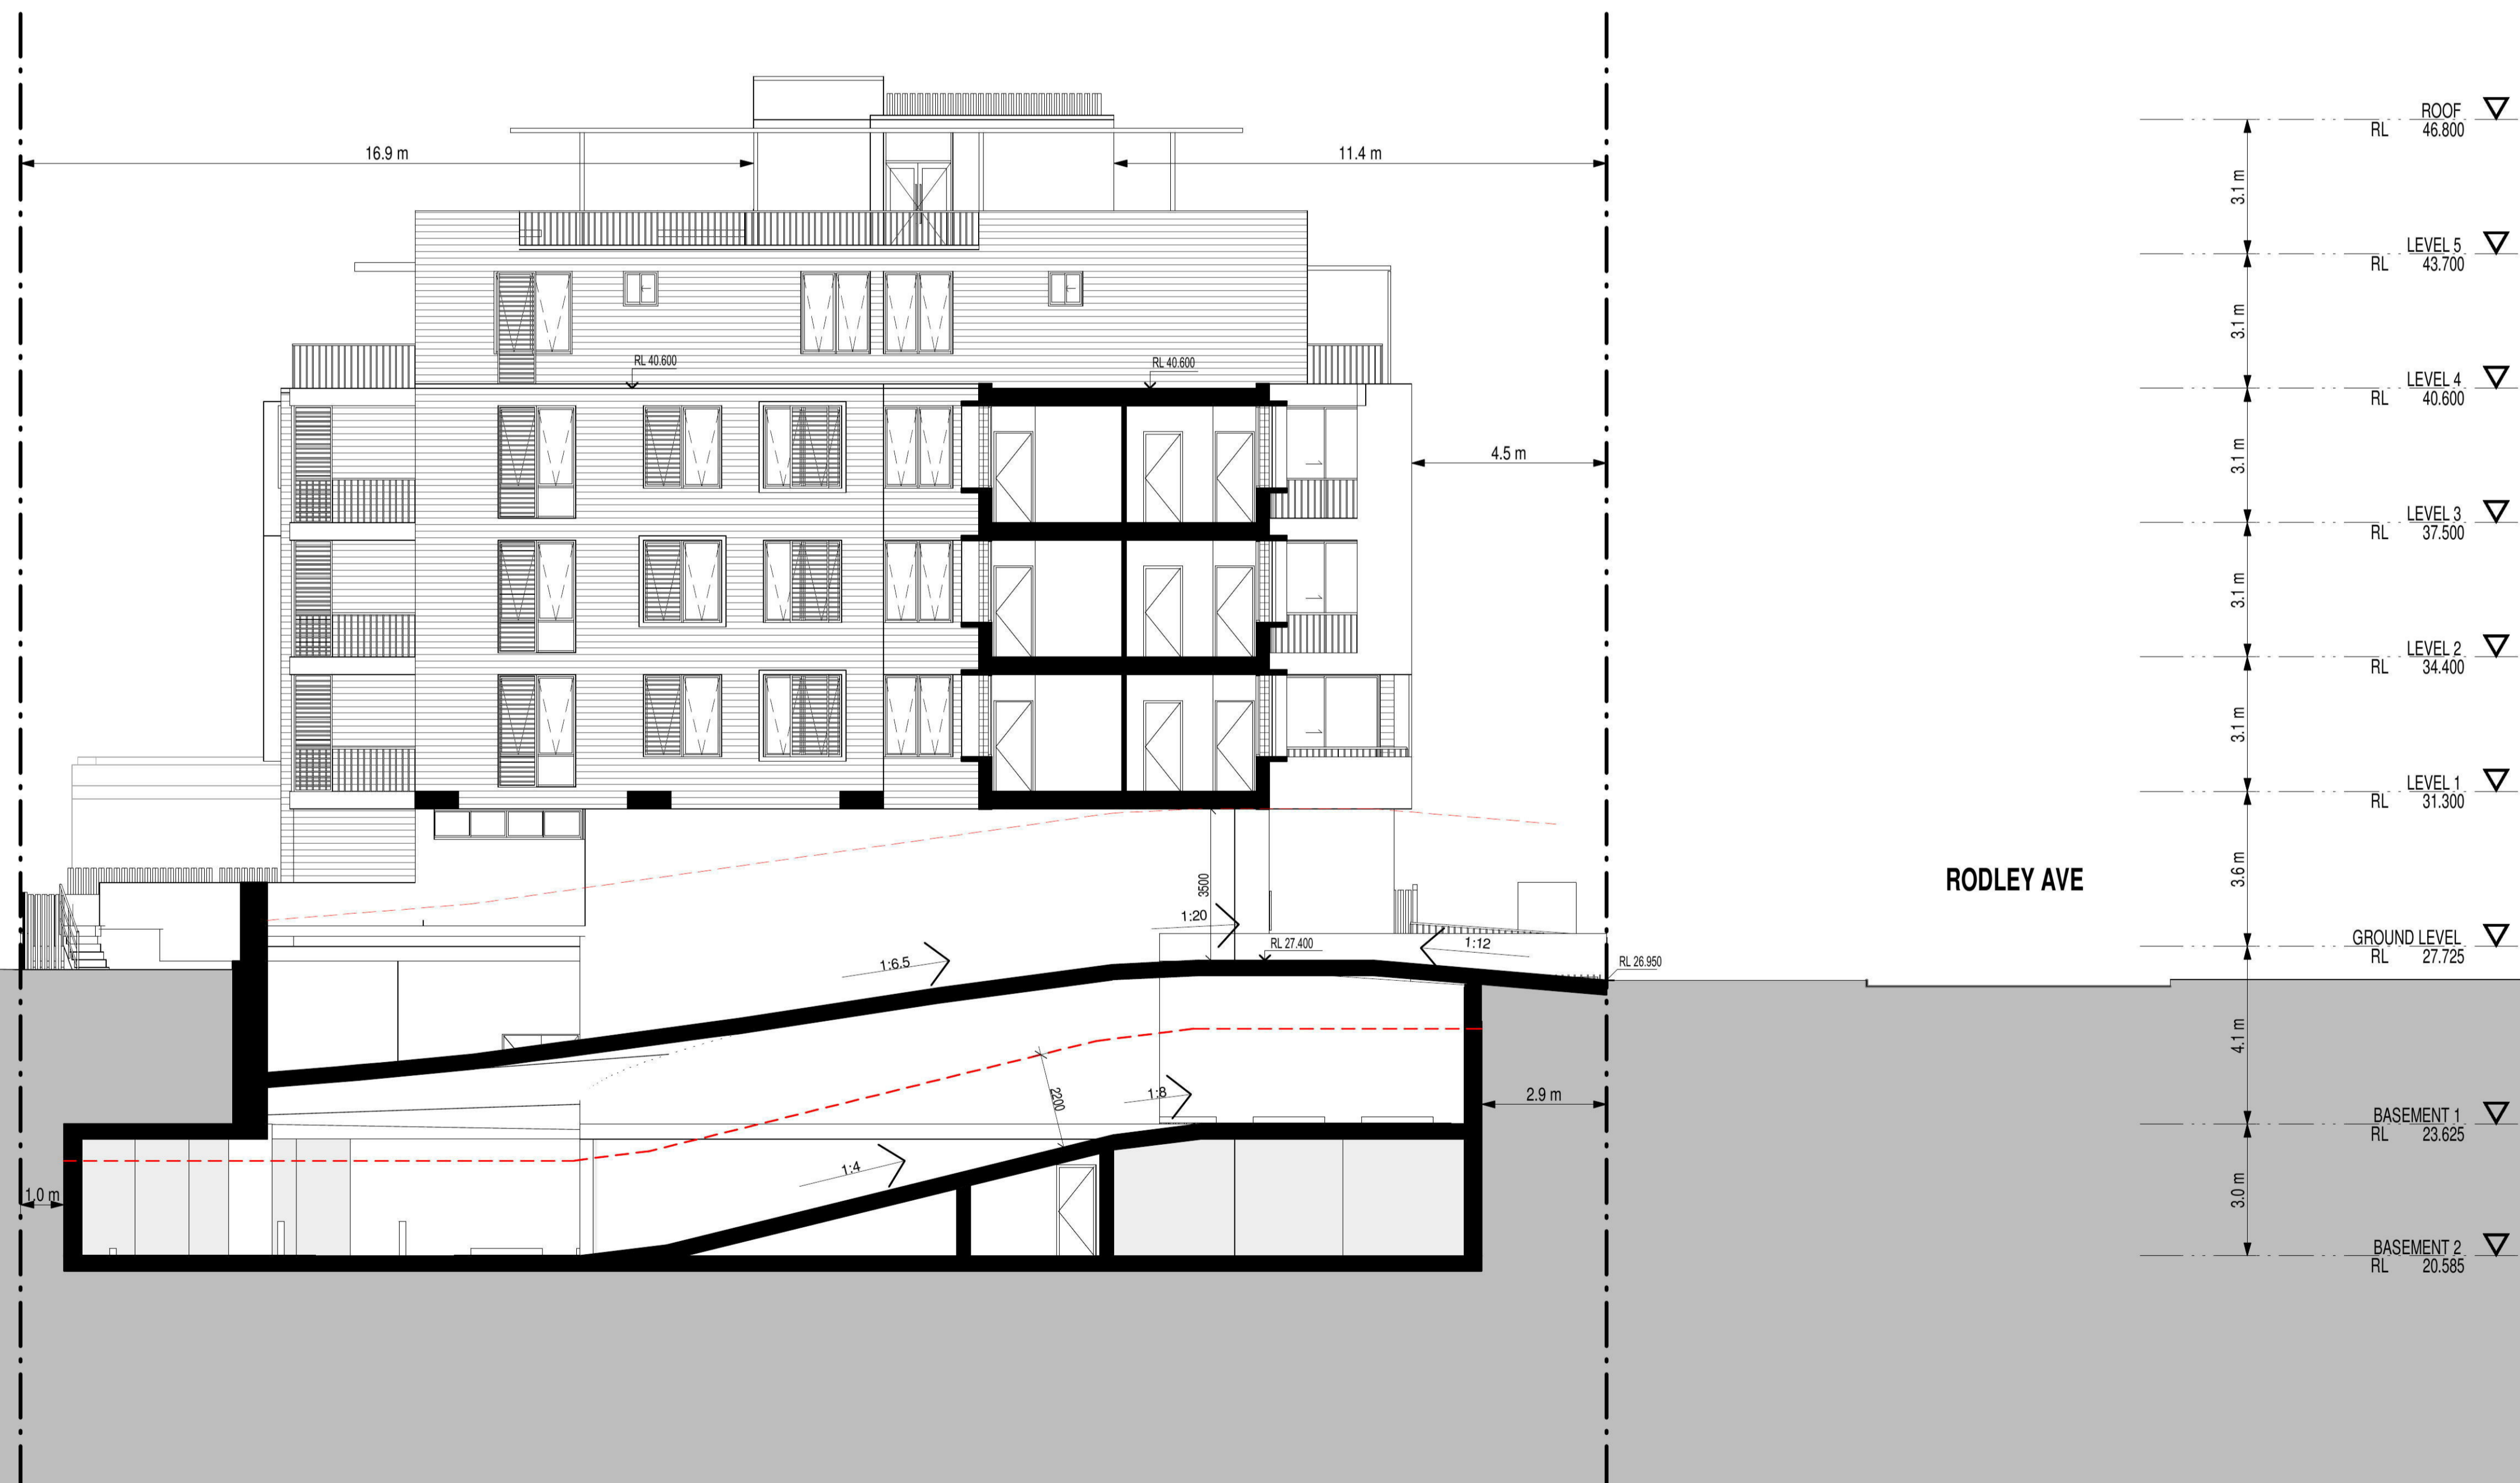 ROOF
RL 46.800
16.9 m
11.4 m
3.1 m
LEVEL 5
RL 43.700
3.1 m
RL 40.600
RL 40.600
LEVEL 4
RL 40.600
4.5 m
3.1 m
LEVEL 3
RL 37.500
3.1 m
LEVEL 2
RL 34.400
3.1 m
LEVEL 1
RL 31.300
3500
RODLEY AVE
3.6 m
1:20
1:12
RL 27.400
GROUND LEVEL
RL 27.725
1:6.5
RL 26.950
4.1 m
2200
1:8
2.9 m
BASEMENT 1
RL 23.625
1:4
1.0 m
3.0 m
BASEMENT 2
RL 20.585